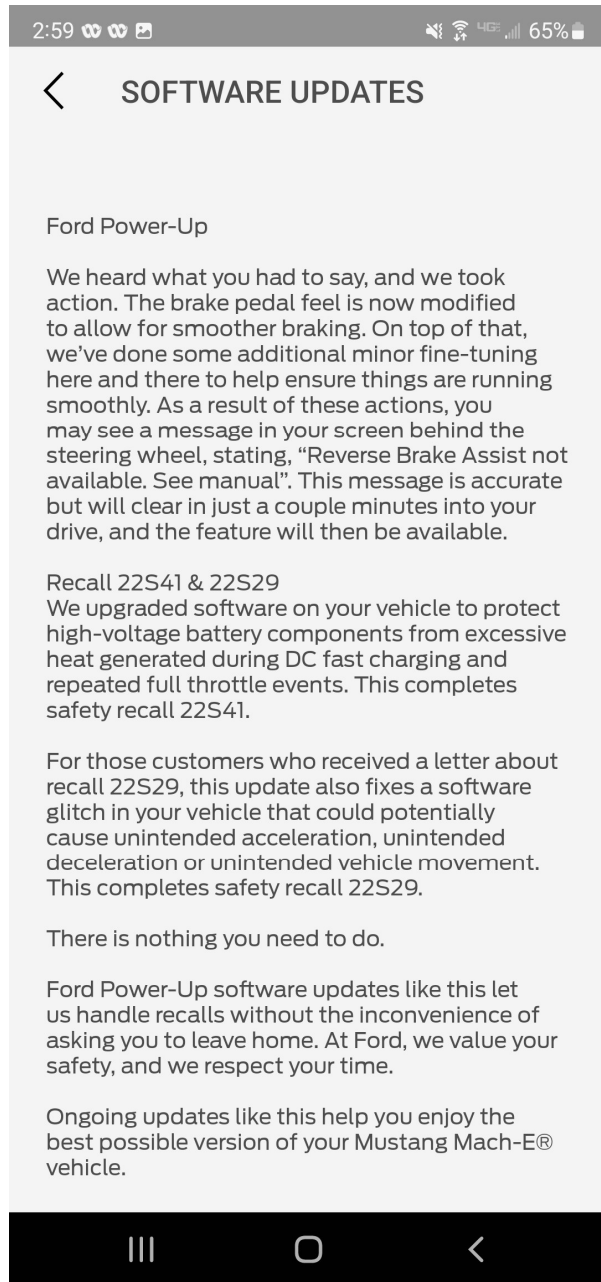 2:59
4GE 65%
SOFTWARE UPDATES
Ford Power-Up
We heard what you had to say, and we took
action. The brake pedal feel is now modified
to allow for smoother braking. On top of that,
we’ve done some additional minor fine-tuning
here and there to help ensure things are running
smoothly. As a result of these actions, you
may see a message in your screen behind the
steering wheel, stating, “Reverse Brake Assist not
available. See manual”. This message is accurate
but will clear in just a couple minutes into your
drive, and the feature will then be available.
Recall 22S41 & 22S29
We upgraded software on your vehicle to protect
high-voltage battery components from excessive
heat generated during DC fast charging and
repeated full throttle events. This completes
safety recall 22S41.
For those customers who received a letter about
recall 22S29, this update also fixes a software
glitch in your vehicle that could potentially
cause unintended acceleration, unintended
deceleration or unintended vehicle movement.
This completes safety recall 22S29.
There is nothing you need to do.
Ford Power-Up software updates like this let
us handle recalls without the inconvenience of
asking you to leave home. At Ford, we value your
safety, and we respect your time.
Ongoing updates like this help you enjoy the
best possible version of your Mustang Mach-E®
vehicle.